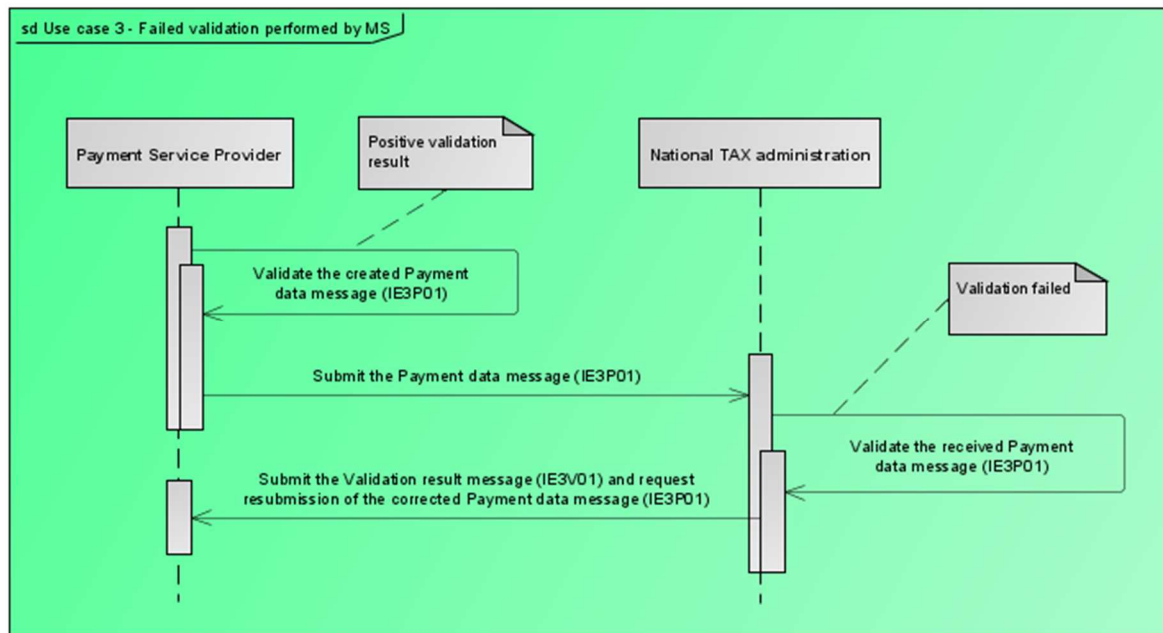 sd Use case 3 - Failed validation performed by MS
Payment Service Provider
Positive validation
result
National TAX administration
Validate the created Payment
data message (IE3P01)
Validation failed
Submit the Payment data message (IE3P01)
Validate the received Payment
data message (IE3P01)
Submit the Validation result message (IE3V01) and request
resubmission of the corrected Payment data message (IE3P01)